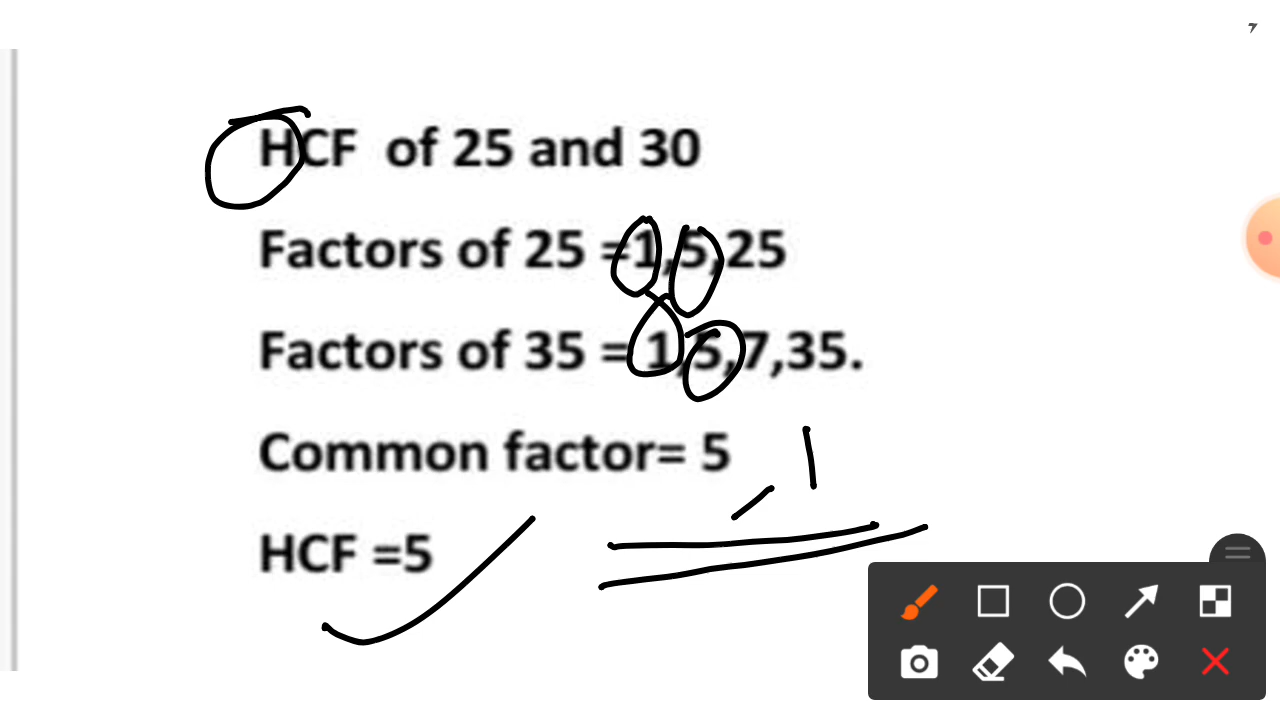 HCF of 25 and 30
Factors of 25 =1,5,25
Factors of 35 = 1,5,7,35.
Common factor= 5 , 1
HCF =5